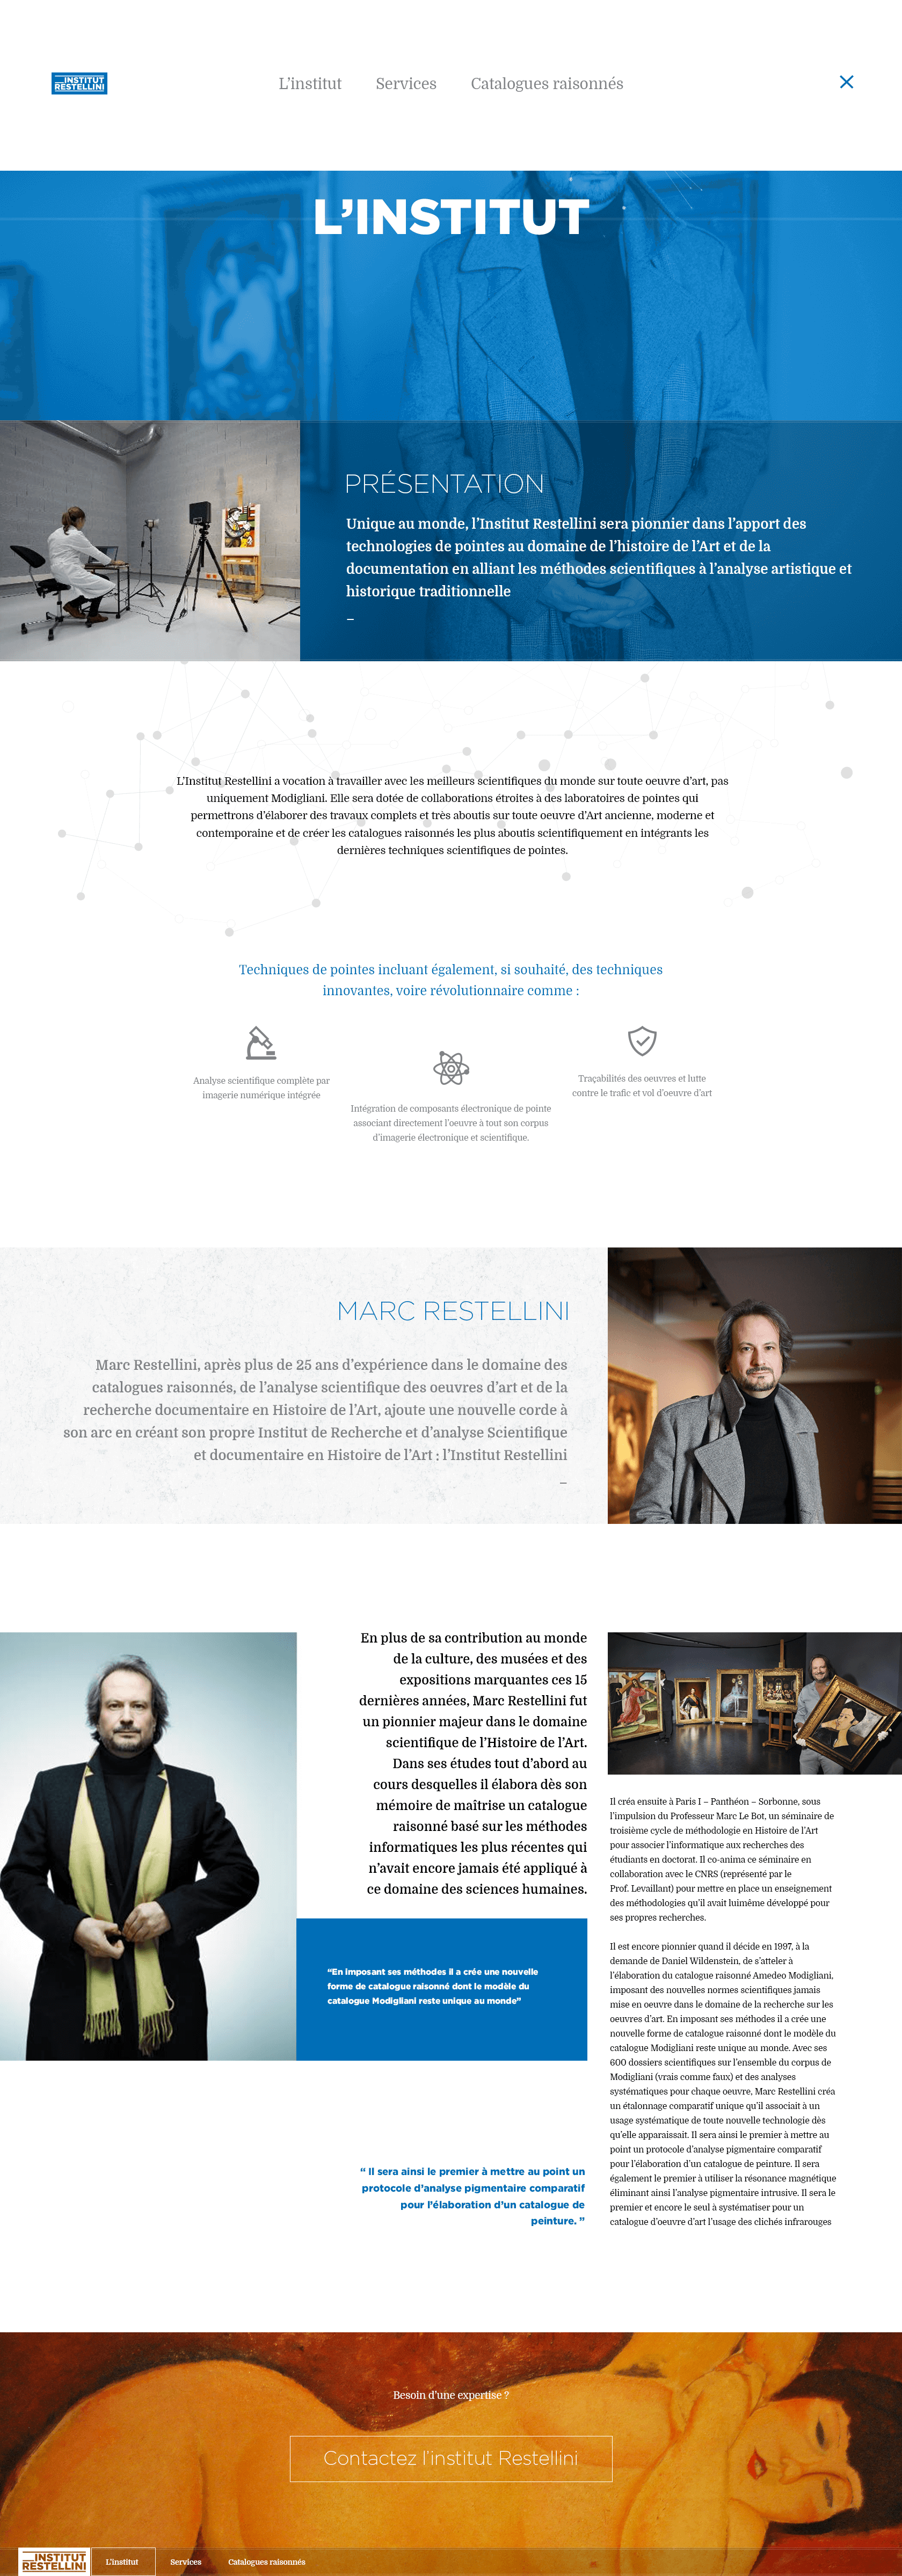 INSTITUT
RESTELLINI
L'institut
Services
Catalogues raisonnés
L'INSTITUT
PRÉSENTATION
Unique au monde, l'Institut Restellini sera pionnier dans l'apport des
technologies de pointes au domaine de l'histoire de l'Art et de la
documentation en alliant les méthodes scientifiques à l'analyse artistique et
historique traditionnelle
–
L'Institut Restellini a vocation à travailler avec les meilleurs scientifiques du monde sur toute oeuvre d'art, pas
uniquement Modigliani. Elle sera dotée de collaborations étroites à des laboratoires de pointes qui
permettrons d'élaborer des travaux complets et très aboutis sur toute oeuvre d'Art ancienne, moderne et
contemporaine et de créer les catalogues raisonnés les plus aboutis scientifiquement en intégrants les
dernières techniques scientifiques de pointes.
Techniques de pointes incluant également, si souhaité, des techniques
innovantes, voire révolutionnaire comme :
Analyse scientifique complète par
imagerie numérique intégrée
Intégration de composants électronique de pointe
associant directement l'oeuvre à tout son corpus
d'imagerie électronique et scientifique.
Traçabilités des oeuvres et lutte
contre le trafic et vol d'oeuvre d'art
MARC RESTELLINI
Marc Restellini, après plus de 25 ans d'expérience dans le domaine des
catalogues raisonnés, de l'analyse scientifique des oeuvres d'art et de la
recherche documentaire en Histoire de l'Art, ajoute une nouvelle corde à
son arc en créant son propre Institut de Recherche et d'analyse Scientifique
et documentaire en Histoire de l'Art : l'Institut Restellini
–
En plus de sa contribution au monde
de la culture, des musées et des
expositions marquantes ces 15
dernières années, Marc Restellini fut
un pionnier majeur dans le domaine
scientifique de l'Histoire de l'Art.
Dans ses études tout d'abord au
cours desquelles il élabora dès son
mémoire de maîtrise un catalogue
raisonné basé sur les méthodes
informatiques les plus récentes qui
n'avait encore jamais été appliqué à
ce domaine des sciences humaines.
“En imposant ses méthodes il a crée une nouvelle
forme de catalogue raisonné dont le modèle du
catalogue Modigliani reste unique au monde”
“ Il sera ainsi le premier à mettre au point un
protocole d'analyse pigmentaire comparatif
pour l'élaboration d'un catalogue de
peinture. ”
Il créa ensuite à Paris I – Panthéon – Sorbonne, sous
l'impulsion du Professeur Marc Le Bot, un séminaire de
troisième cycle de méthodologie en Histoire de l'Art
pour associer l'informatique aux recherches des
étudiants en doctorat. Il co-anima ce séminaire en
collaboration avec le CNRS (représenté par le
Prof. Levaillant) pour mettre en place un enseignement
des méthodologies qu'il avait luimême développé pour
ses propres recherches.
Il est encore pionnier quand il décide en 1997, à la
demande de Daniel Wildenstein, de s'atteler à
l'élaboration du catalogue raisonné Amedeo Modigliani,
imposant des nouvelles normes scientifiques jamais
mise en oeuvre dans le domaine de la recherche sur les
oeuvres d'art. En imposant ses méthodes il a crée une
nouvelle forme de catalogue raisonné dont le modèle du
catalogue Modigliani reste unique au monde. Avec ses
600 dossiers scientifiques sur l'ensemble du corpus de
Modigliani (vrais comme faux) et des analyses
systématiques pour chaque oeuvre, Marc Restellini créa
un étalonnage comparatif unique qu'il associait à un
usage systématique de toute nouvelle technologie dès
qu'elle apparaissait. Il sera ainsi le premier à mettre au
point un protocole d'analyse pigmentaire comparatif
pour l'élaboration d'un catalogue de peinture. Il sera
également le premier à utiliser la résonance magnétique
éliminant ainsi l'analyse pigmentaire intrusive. Il sera le
premier et encore le seul à systématiser pour un
catalogue d'oeuvre d'art l'usage des clichés infrarouges
Besoin d'une expertise ?
Contactez l'institut Restellini
INSTITUT
RESTELLINI
L'institut
Services
Catalogues raisonnés